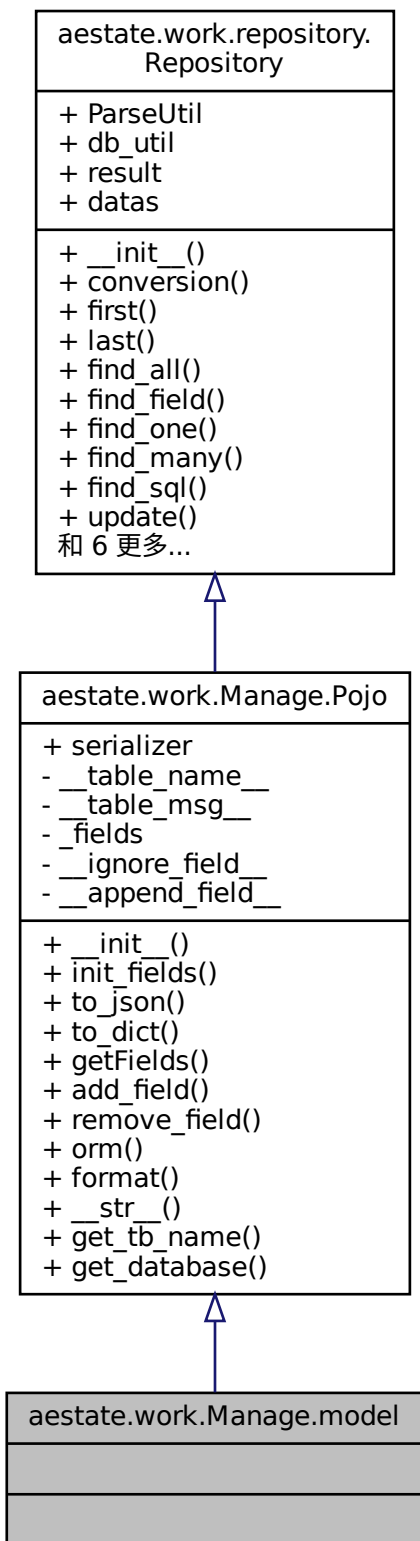 aestate.work.repository.
Repository
+ ParseUtil
+ db_util
+ result
+ datas
+ __init__()
+ conversion()
+ first()
+ last()
+ find_all()
+ find_field()
+ find_one()
+ find_many()
+ find_sql()
+ update()
和 6 更多...
aestate.work.Manage.Pojo
+ serializer
- __table_name__
- __table_msg__
- _fields
- __ignore_field__
- __append_field__
+ __init__()
+ init_fields()
+ to_json()
+ to_dict()
+ getFields()
+ add_field()
+ remove_field()
+ orm()
+ format()
+ __str__()
+ get_tb_name()
+ get_database()
aestate.work.Manage.model